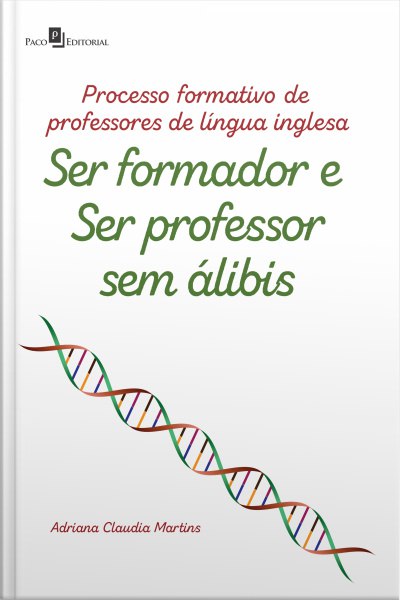 PACO EDITORIAL
Processo formativo de
professores de língua inglesa
Ser formador e
Ser professor
sem álibis
Adriana Claudia Martins